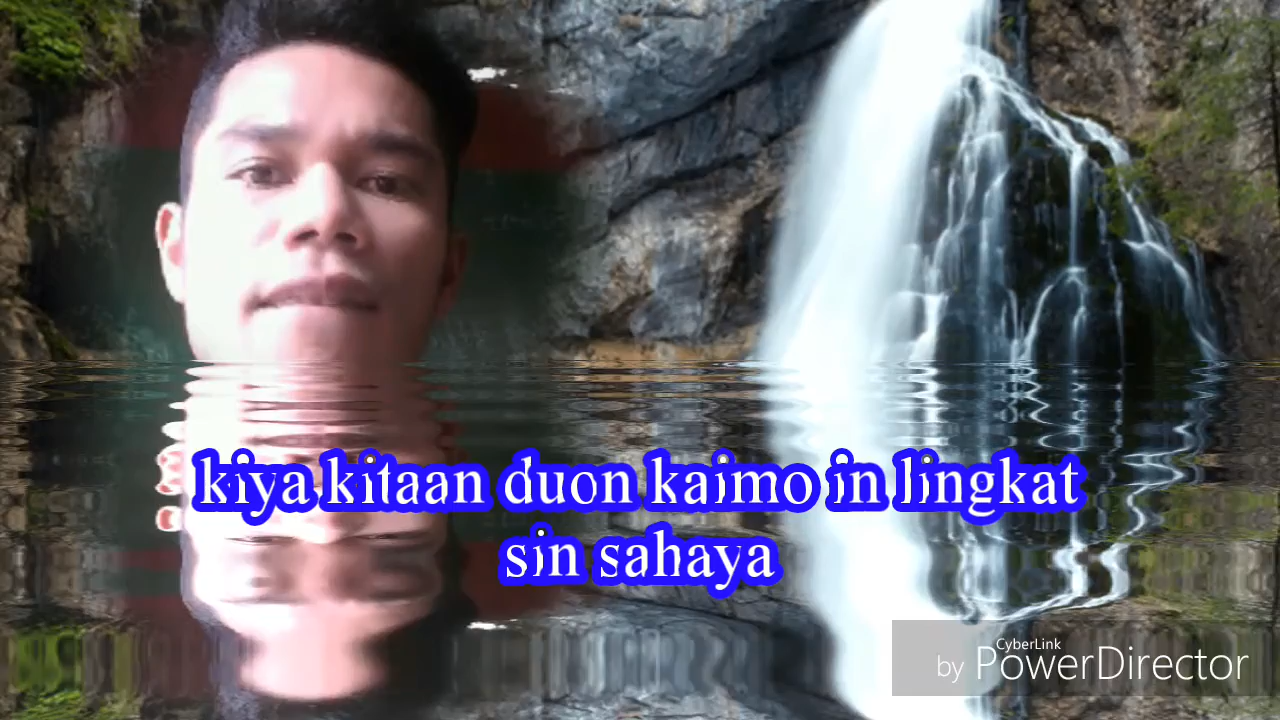 kiya kitaan duon kaimo in lingkat
sin sahaya
CyberLink
by PowerDirector